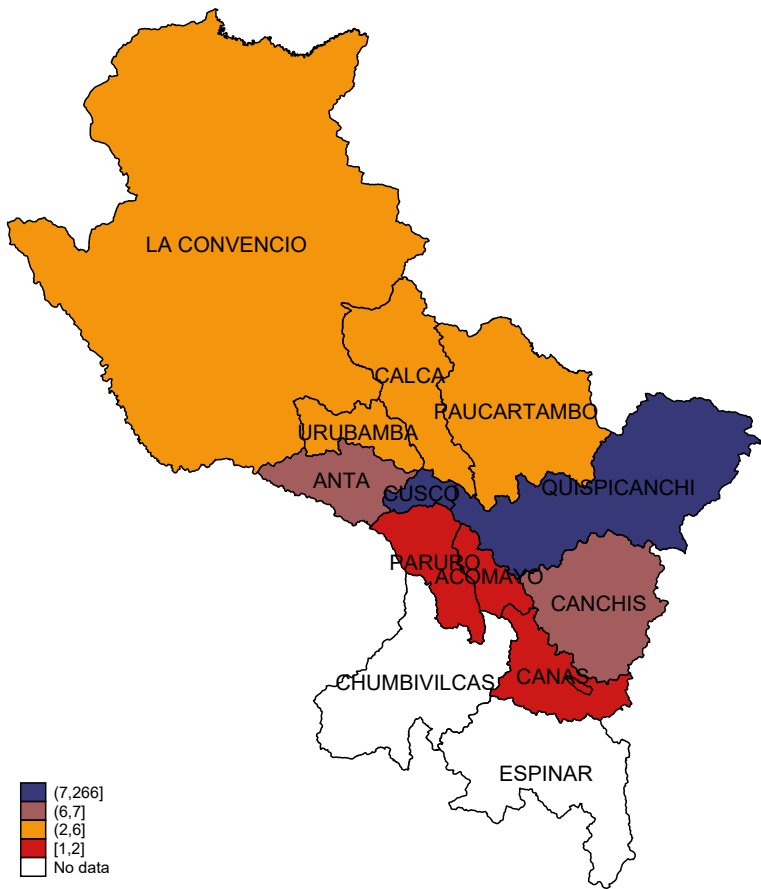 LA CONVENCIO
CALCA
PAUCARTAMBO
URUBAMBA
ANTA
CUSCO
QUISPICANCHI
PARURO
ACOMAYO
CANCHIS
CANAS
CHUMBIVILCAS
ESPINAR
(7,266]
(6,7]
(2,6]
[1,2]
No data